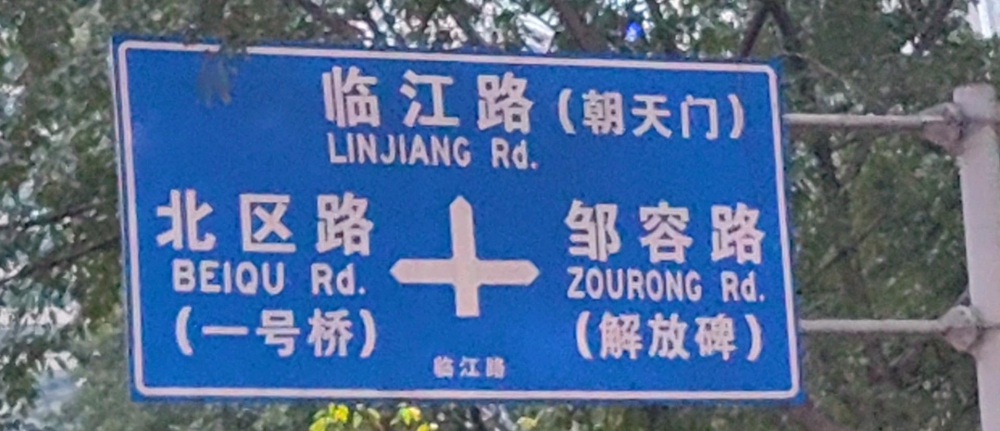 临江路（朝天门）
LINJIANG Rd.
北区路
BEIQU Rd.
（一号桥）
邹容路
ZOURONG Rd.
（解放碑）
临江路